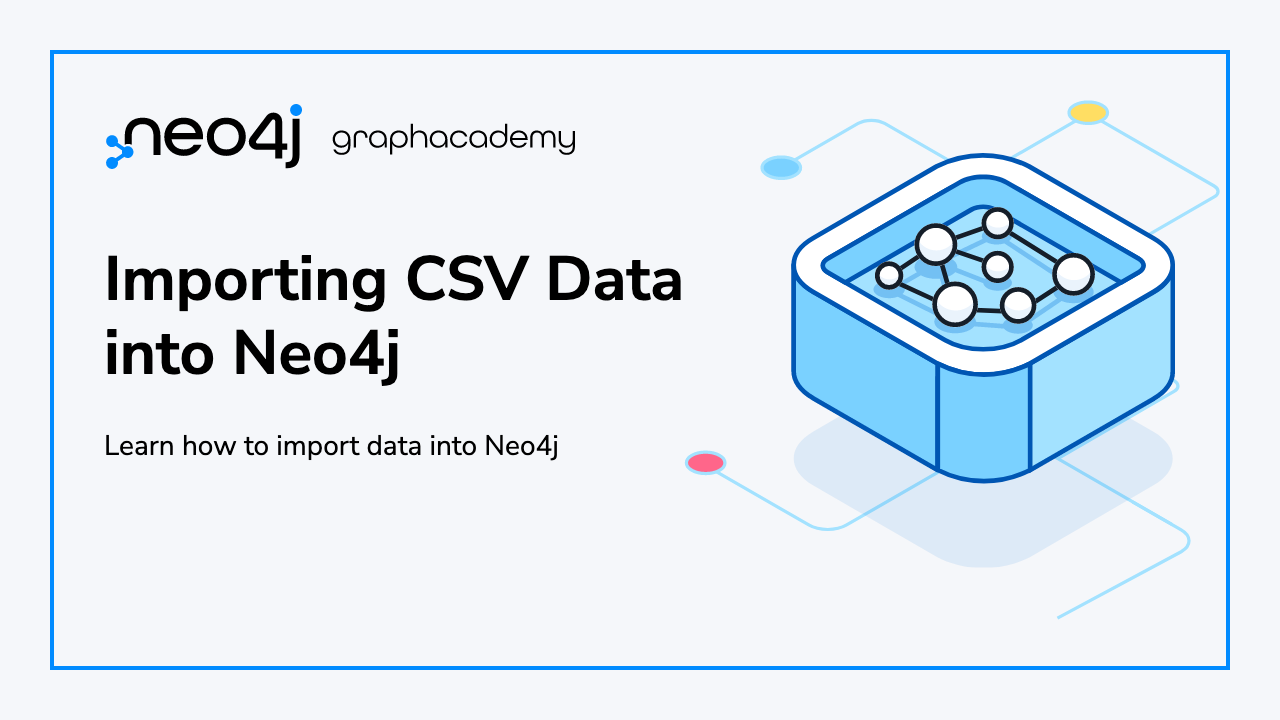 neo4j graphacademy
Importing CSV Data
into Neo4j
Learn how to import data into Neo4j